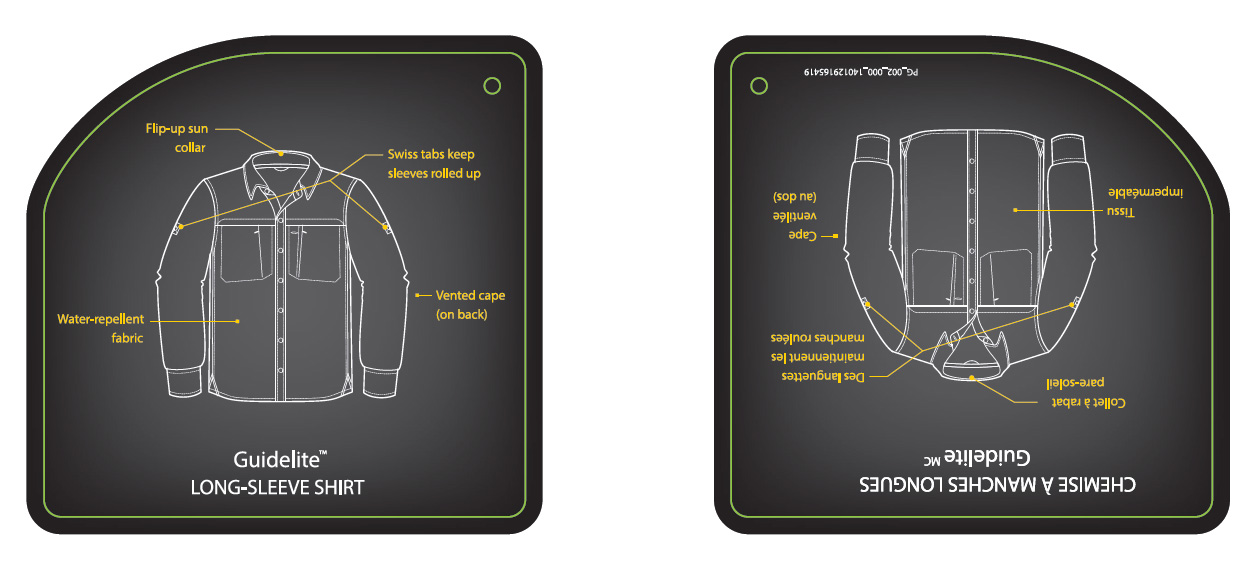 Flip-up sun
collar
Swiss tabs keep
sleeves rolled up
Vented cape
(on back)
Water-repellent
fabric
Guidelite™
LONG-SLEEVE SHIRT
CHEMISE À MANCHES LONGUES
Guidelite MC
Collet à rabat
pare-soleil
Des languettes
maintiennent les
manches roulées
Cape
ventilée
(au dos)
Tissu
imperméable
PG_002_000_140129165419